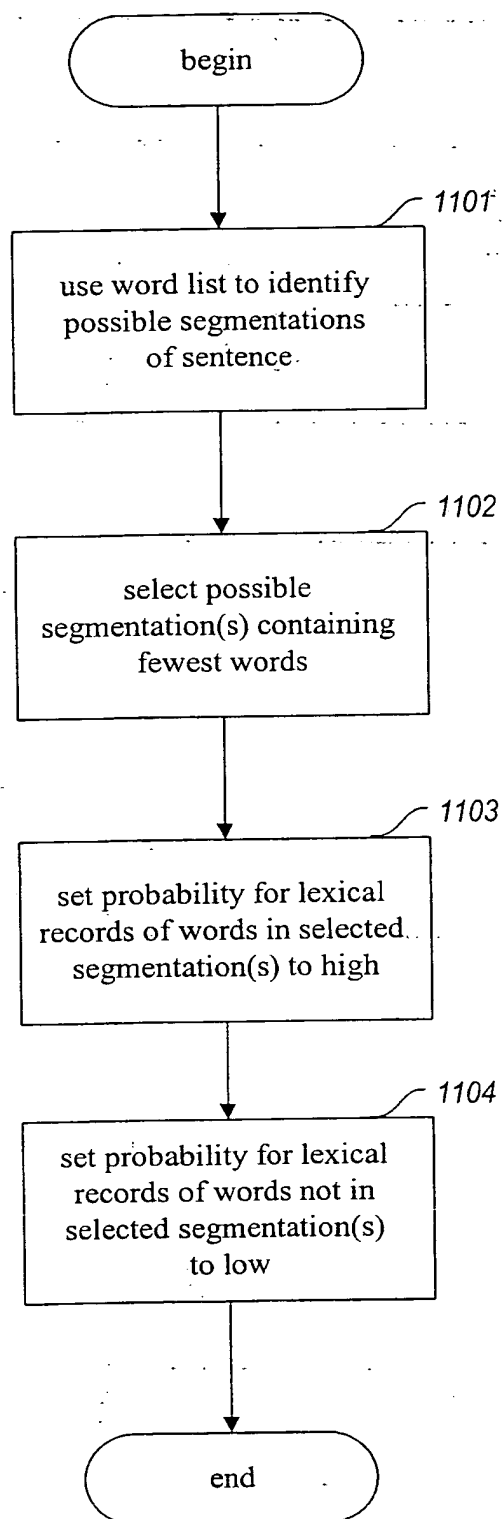 begin
1101
use word list to identify
possible segmentations
of sentence
1102
select possible
segmentation(s) containing
fewest words
1103
set probability for lexical
records of words in selected
segmentation(s) to high
1104
set probability for lexical
records of words not in
selected segmentation(s)
to low
end